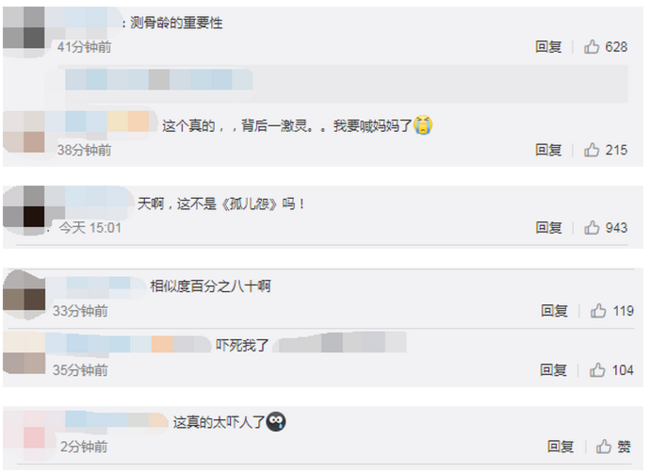 ：测骨龄的重要性
41分钟前 回复 628
这个真的，，背后一激灵。。我要喊妈妈了😭
38分钟前 回复 215
天啊，这不是《孤儿怨》吗！
今天 15:01 回复 943
相似度百分之八十啊
33分钟前 回复 119
吓死我了
35分钟前 回复 104
这真的太吓人了
2分钟前 回复 赞